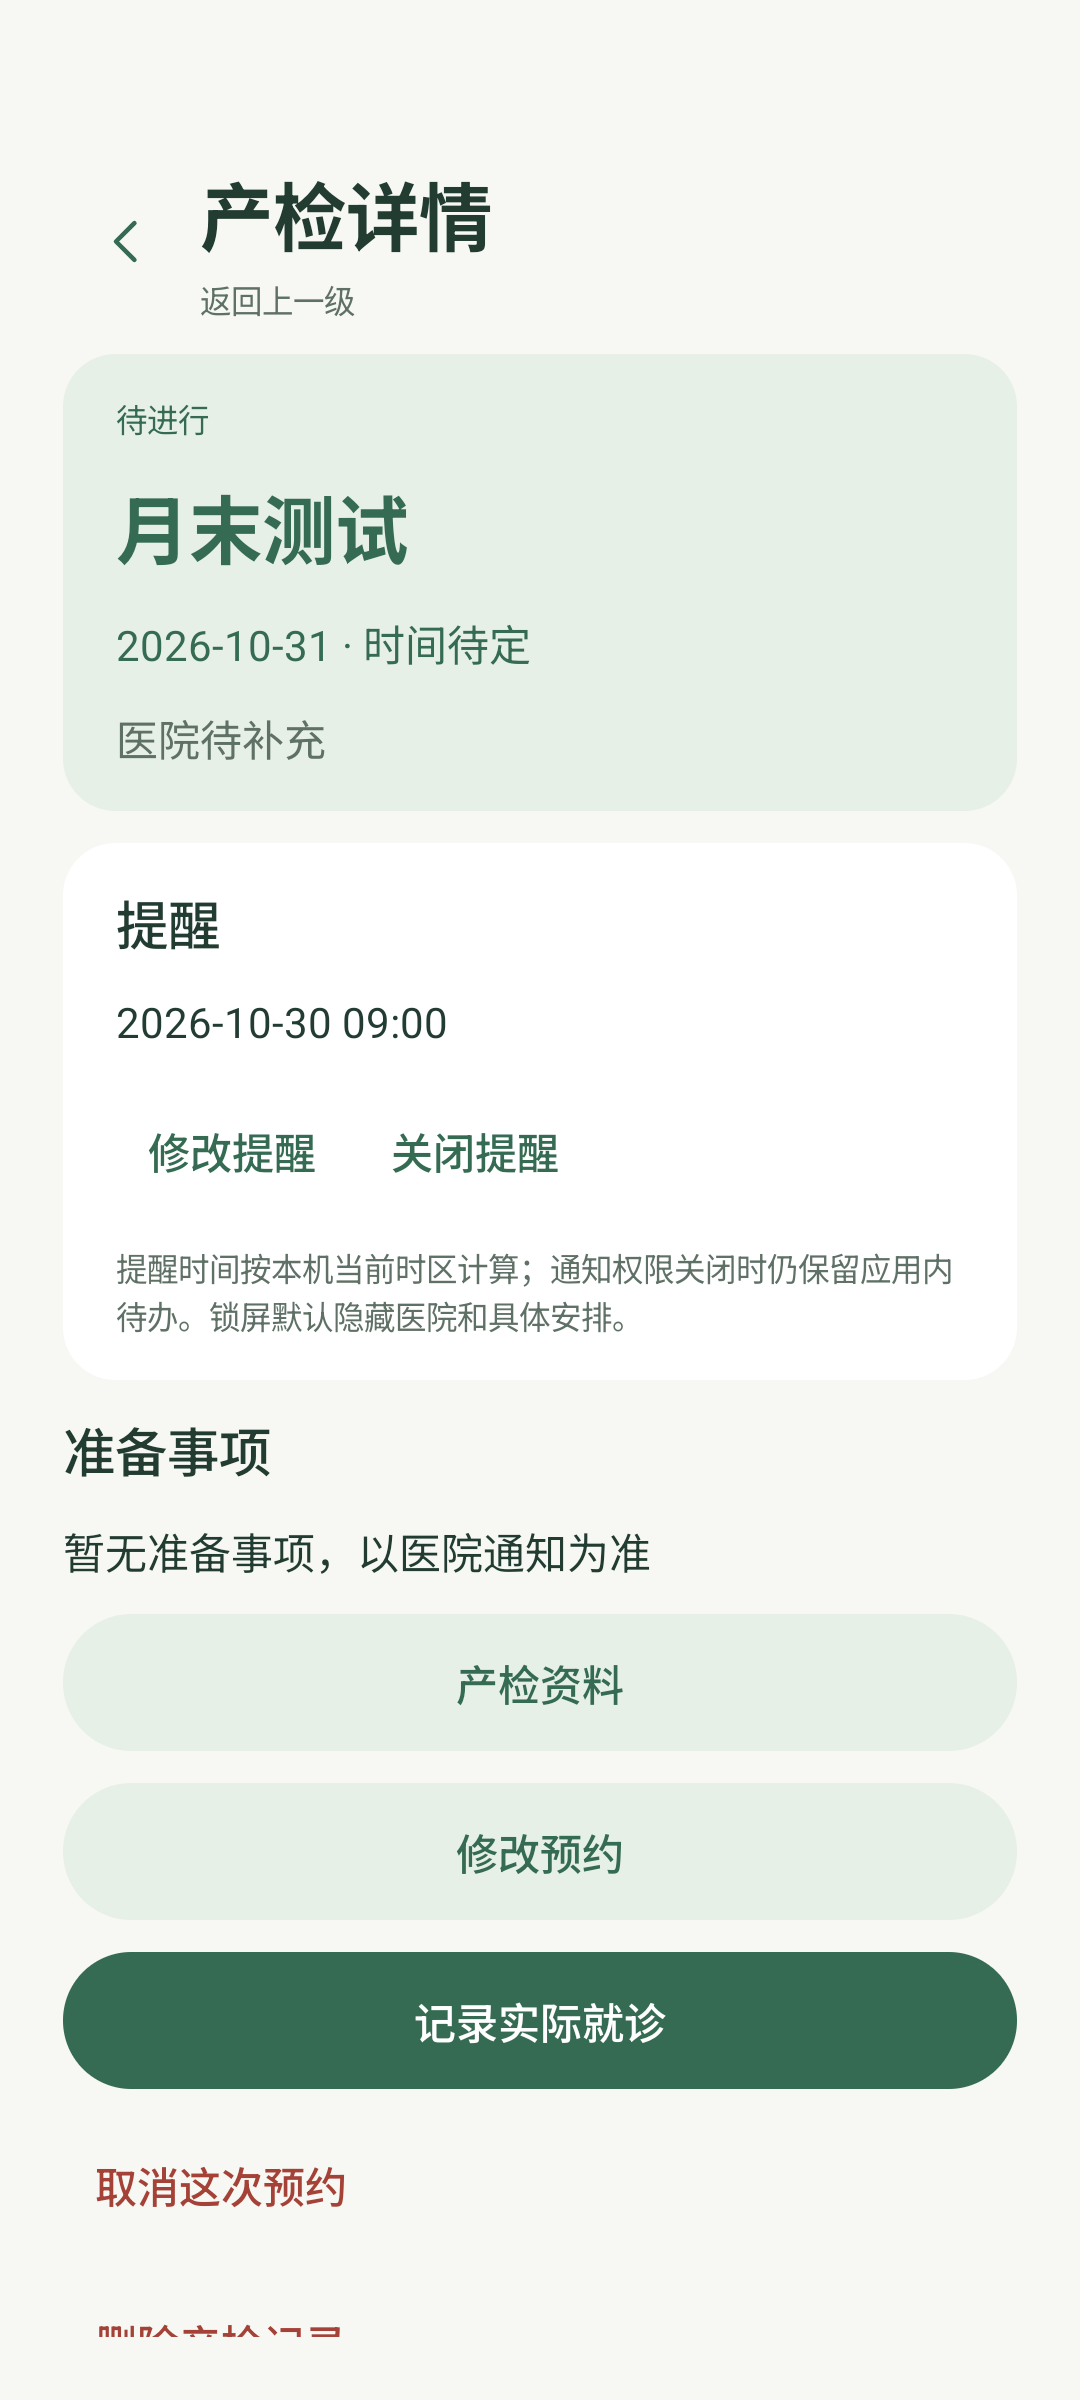 产检详情
返回上一级
待进行
月末测试
2026-10-31 · 时间待定
医院待补充
提醒
2026-10-30 09:00
修改提醒
关闭提醒
提醒时间按本机当前时区计算；通知权限关闭时仍保留应用内
待办。锁屏默认隐藏医院和具体安排。
准备事项
暂无准备事项，以医院通知为准
产检资料
修改预约
记录实际就诊
取消这次预约
删除产检记录